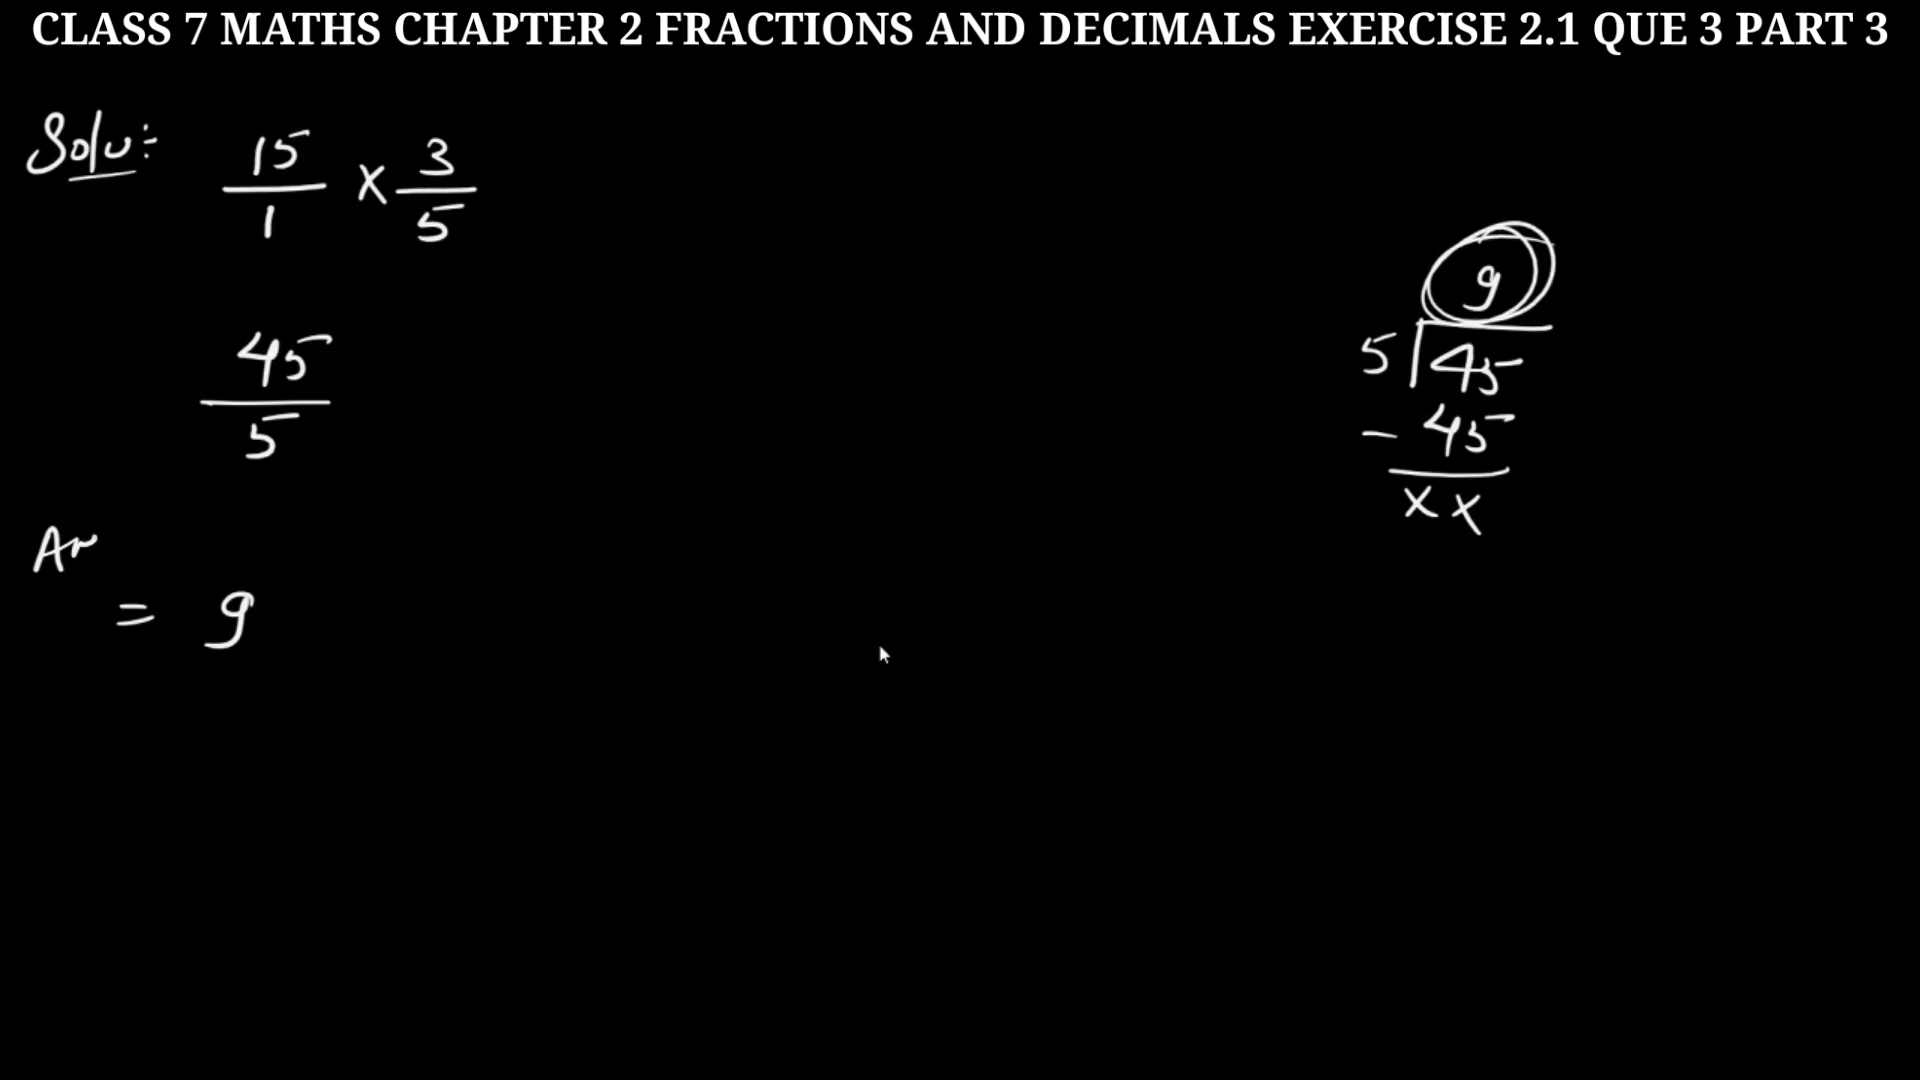 CLASS 7 MATHS CHAPTER 2 FRACTIONS AND DECIMALS EXERCISE 2.1 QUE 3 PART 3
Solu:-
15/1 x 3/5
45/5
An
= 9
9
5 45
- 45
x x